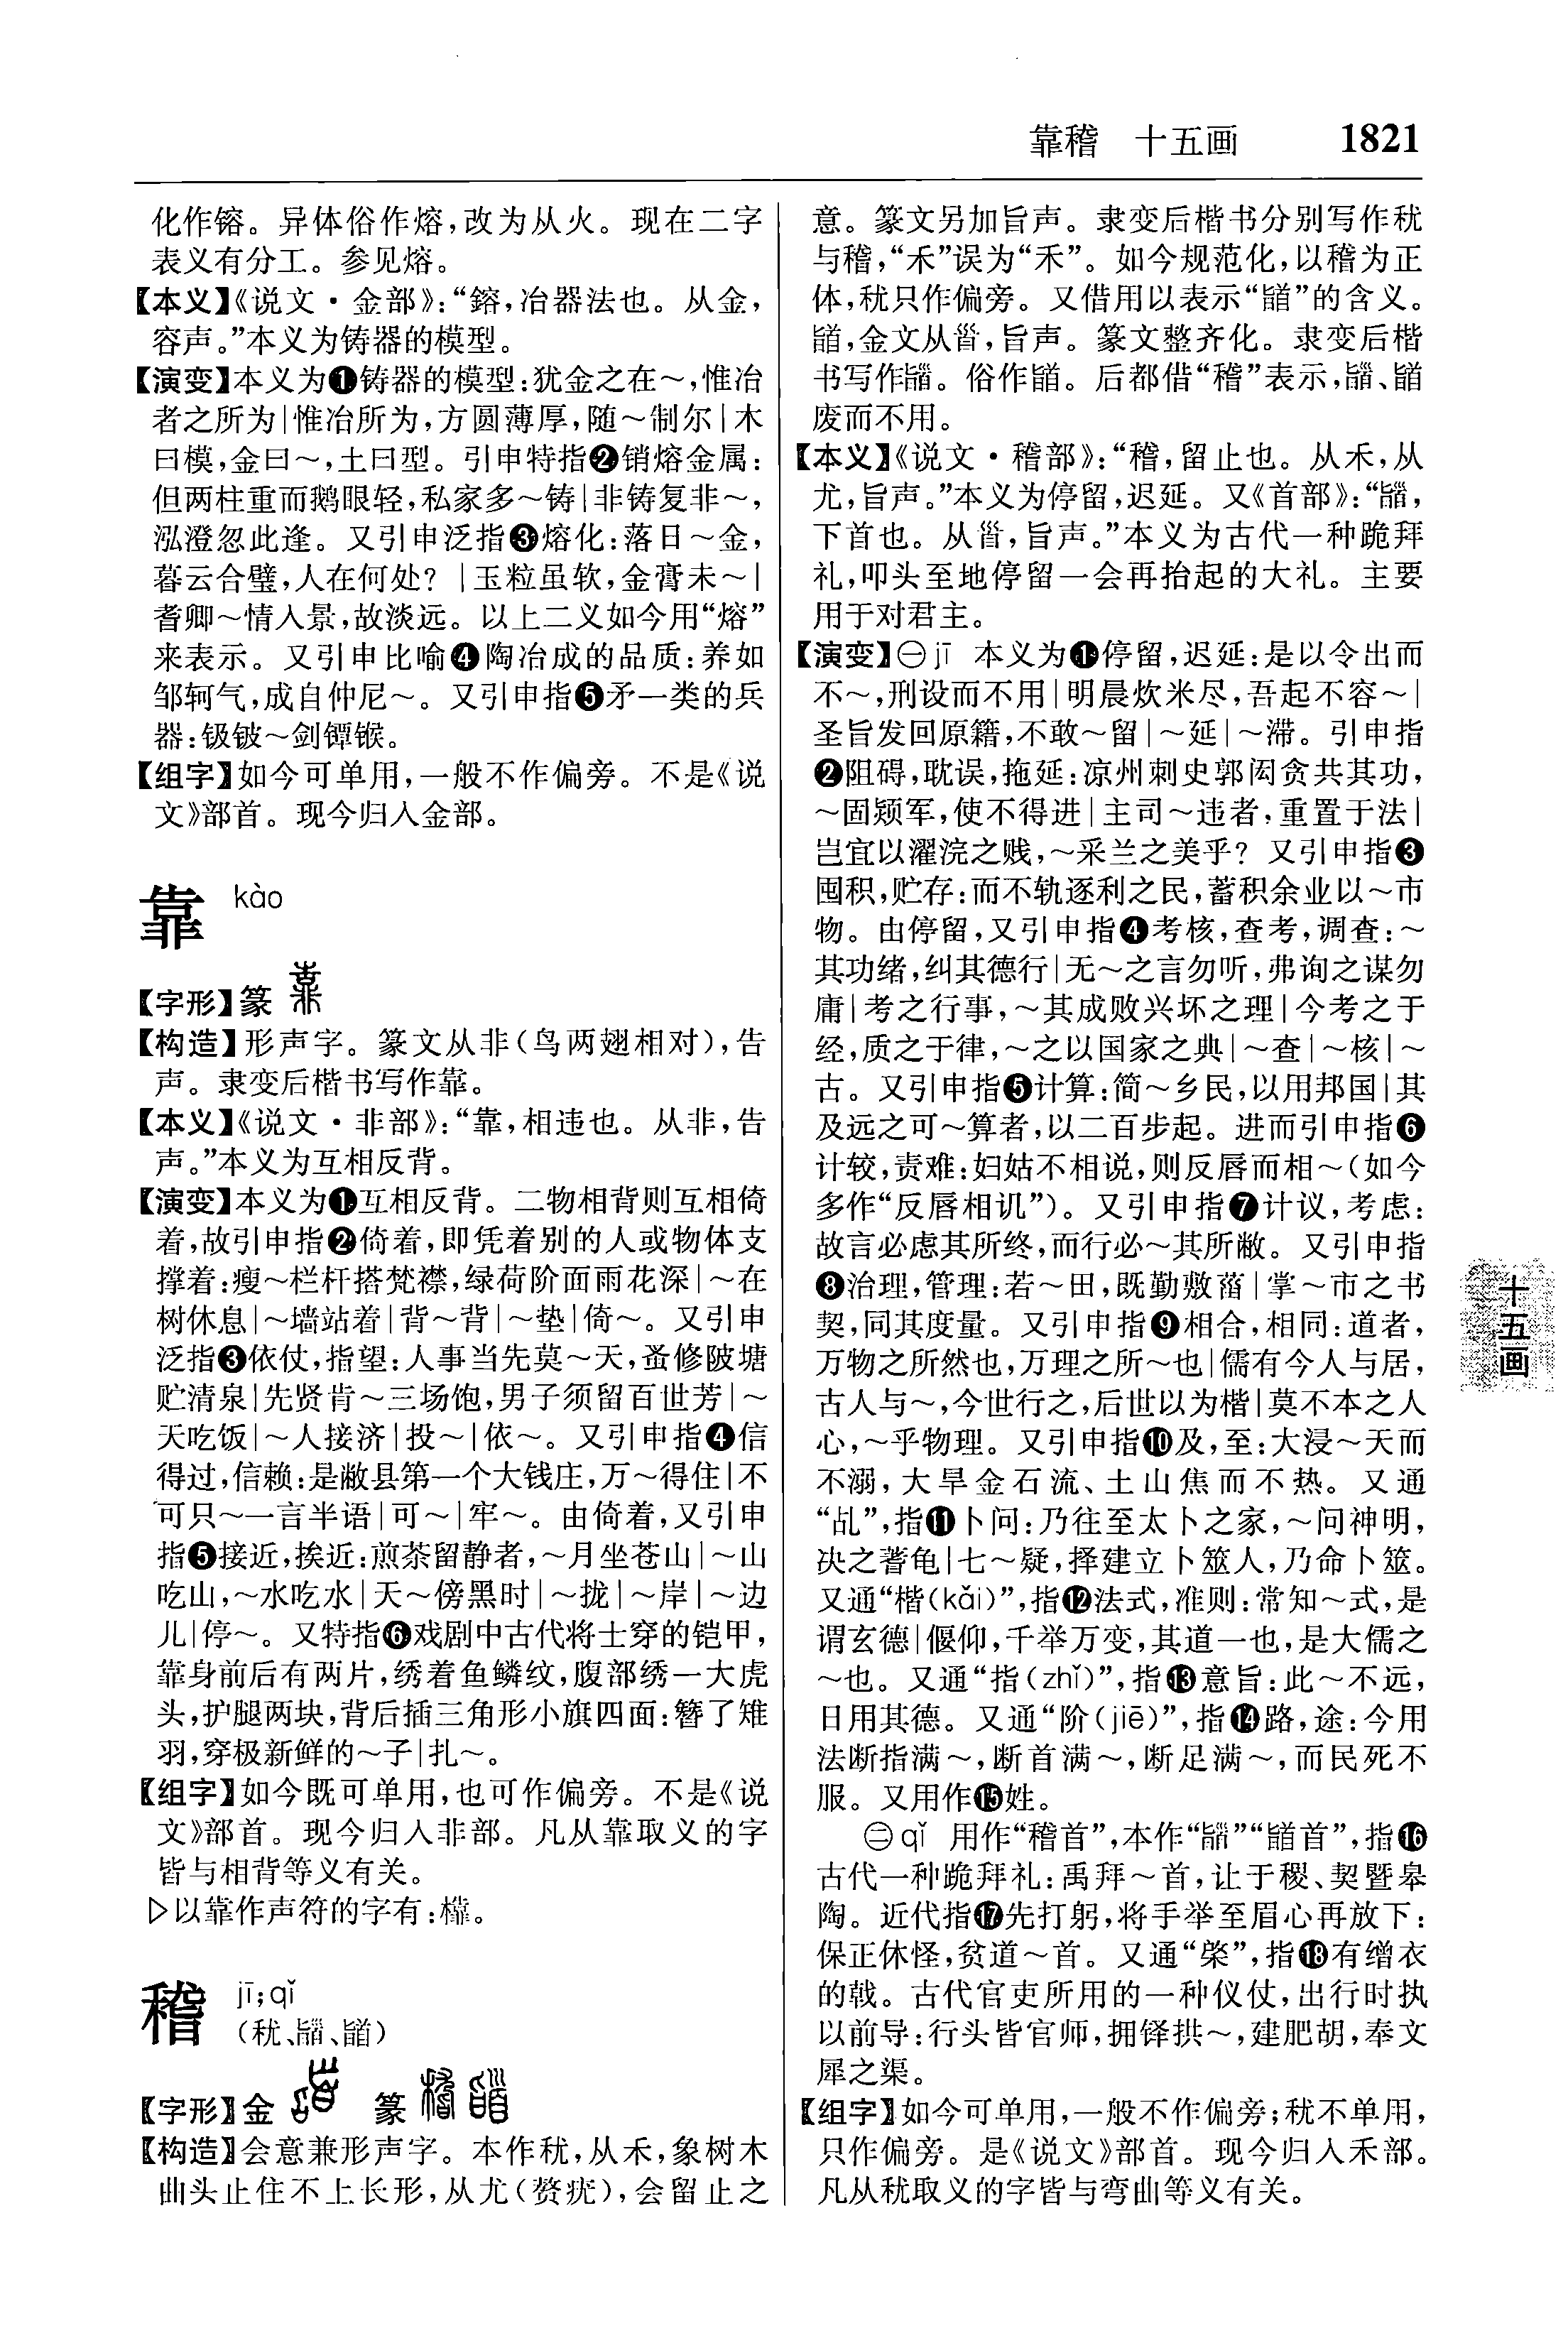 靠稽 十五画 1821
化作镕。异体俗作熔,改为从火。现在二字
表义有分工。参见熔。
【本义】《说文·金部》:“鎔,冶器法也。从金,
容声。”本义为铸器的模型。
【演变】本义为❶铸器的模型:犹金之在~,惟冶
者之所为|惟冶所为,方圆薄厚,随~制尔|木
曰模,金曰~,土曰型。引申特指❷销熔金属:
但两柱重而鹅眼轻,私家多~铸|非铸复非~,
泓澄忽此逢。又引申泛指❸熔化:落日~金,
暮云合璧,人在何处?|玉粒虽软,金膏未~|
耆卿~情入景,故淡远。以上二义如今用“熔”
来表示。又引申比喻❹陶冶成的品质:养如
邹轲气,成自仲尼~。又引申指❺矛一类的兵
器:钑铍~剑镡镞。
【组字】如今可单用,一般不作偏旁。不是《说
文》部首。现今归入金部。
靠 kào
【字形】篆
【构造】形声字。篆文从非(鸟两翅相对),告
声。隶变后楷书写作靠。
【本义】《说文·非部》:“靠,相违也。从非,告
声。”本义为互相反背。
【演变】本义为❶互相反背。二物相背则互相倚
着,故引申指❷倚着,即凭着别的人或物体支
撑着:瘦~栏杆搭梵襟,绿荷阶面雨花深|~在
树休息|~墙站着|背~背|~垫|倚~。又引申
泛指❸依仗,指望:人事当先莫~天,蚤修陂塘
贮清泉|先贤肯~三场饱,男子须留百世芳|~
天吃饭|~人接济|投~|依~。又引申指❹信
得过,信赖:是敝县第一个大钱庄,万~得住|不
可只~一言半语|可~|牢~。由倚着,又引申
指❺接近,挨近:煎茶留静者,~月坐苍山|~山
吃山,~水吃水|天~傍黑时|~拢|~岸|~边
儿|停~。又特指❻戏剧中古代将士穿的铠甲,
靠身前后有两片,绣着鱼鳞纹,腹部绣一大虎
头,护腿两块,背后插三角形小旗四面:簪了雉
羽,穿极新鲜的~子|扎~。
【组字】如今既可单用,也可作偏旁。不是《说
文》部首。现今归入非部。凡从靠取义的字
皆与相背等义有关。
▷以靠作声符的字有:䯪。
稽 jī;qǐ
(𥝌、䭬、䭫)
【字形】金 篆
【构造】会意兼形声字。本作𥝌,从禾,象树木
曲头止住不上长形,从尤(赘疣),会留止之
意。篆文另加旨声。隶变后楷书分别写作𥝌
与稽,“禾”误为“禾”。如今规范化,以稽为正
体,𥝌只作偏旁。又借用以表示“䭫”的含义。
䭫,金文从𦣻,旨声。篆文整齐化。隶变后楷
书写作䭬。俗作䭫。后都借“稽”表示,䭬、䭫
废而不用。
【本义】《说文·稽部》:“稽,留止也。从禾,从
尤,旨声。”本义为停留,迟延。又《首部》:“䭬,
下首也。从𩠐,旨声。”本义为古代一种跪拜
礼,叩头至地停留一会再抬起的大礼。主要
用于对君主。
【演变】㊀jī 本义为❶停留,迟延:是以令出而
不~,刑设而不用|明晨炊米尽,吾起不容~|
圣旨发回原籍,不敢~留|~延|~滞。引申指
❷阻碍,耽误,拖延:凉州刺史郭闳贪共其功,
~固颎军,使不得进|主司~违者,重置于法|
岂宜以濯浣之贱,~采兰之美乎?又引申指❸
囤积,贮存:而不轨逐利之民,蓄积余业以~市
物。由停留,又引申指❹考核,查考,调查:~
其功绪,纠其德行|无~之言勿听,弗询之谋勿
庸|考之行事,~其成败兴坏之理|今考之于
经,质之于律,~之以国家之典|~查|~核|~
古。又引申指❺计算:简~乡民,以用邦国|其
及远之可~算者,以二百步起。进而引申指❻
计较,责难:妇姑不相说,则反唇而相~(如今
多作“反唇相讥”)。又引申指❼计议,考虑:
故言必虑其所终,而行必~其所敝。又引申指
❽治理,管理:若~田,既勤敷菑|掌~市之书
契,同其度量。又引申指❾相合,相同:道者,
万物之所然也,万理之所~也|儒有今人与居,
古人与~,今世行之,后世以为楷|莫不本之人
心,~乎物理。又引申指❿及,至:大浸~天而
不溺,大旱金石流、土山焦而不热。又通
“乩”,指⓫卜问:乃往至太卜之家,~问神明,
决之蓍龟|七~疑,择建立卜筮人,乃命卜筮。
又通“楷(kǎi)”,指⓬法式,准则:常知~式,是
谓玄德|偃仰,千举万变,其道一也,是大儒之
~也。又通“指(zhǐ)”,指⓭意旨:此~不远,
日用其德。又通“阶(jiē)”,指⓮路,途:今用
法断指满~,断首满~,断足满~,而民死不
服。又用作⓯姓。
㊁qǐ 用作“稽首”,本作“䭬”“䭫首”,指⓰
古代一种跪拜礼:禹拜~首,让于稷、契暨皋
陶。近代指⓱先打躬,将手举至眉心再放下:
保正休怪,贫道~首。又通“棨”,指⓲有缯衣
的戟。古代官吏所用的一种仪仗,出行时执
以前导:行头皆官师,拥铎拱~,建肥胡,奉文
犀之渠。
【组字】如今可单用,一般不作偏旁;𥝌不单用,
只作偏旁。是《说文》部首。现今归入禾部。
凡从𥝌取义的字皆与弯曲等义有关。
十五画